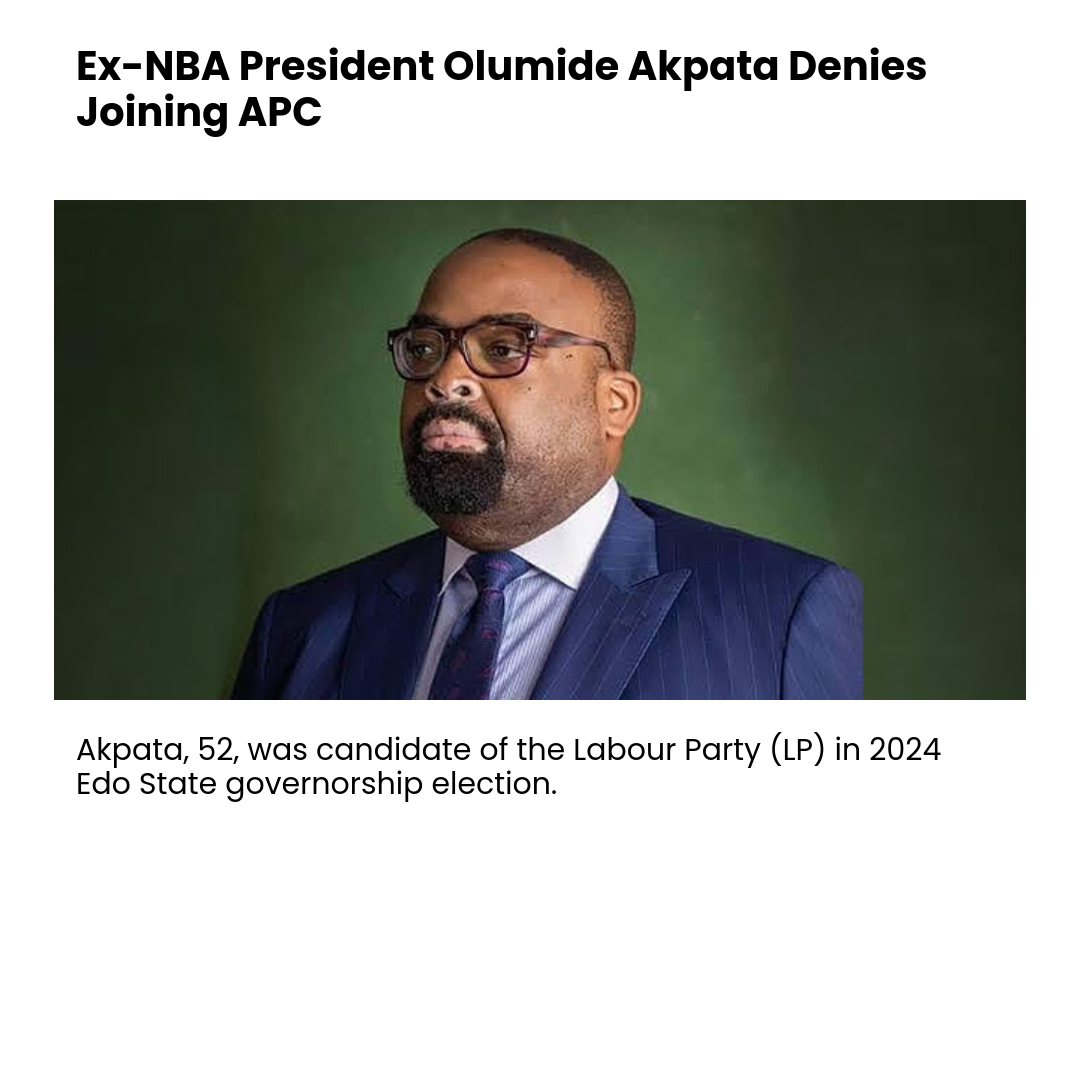 Ex-NBA President Olumide Akpata Denies
Joining APC
Akpata, 52, was candidate of the Labour Party (LP) in 2024
Edo State governorship election.